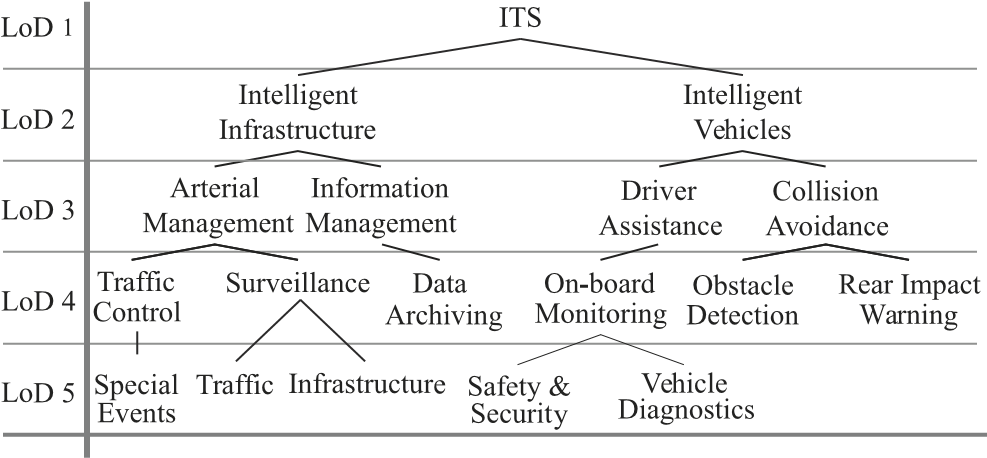 LoD 1
ITS
LoD 2
Intelligent
Infrastructure
Intelligent
Vehicles
LoD 3
Arterial
Management
Information
Management
Driver
Assistance
Collision
Avoidance
LoD 4
Traffic
Control
Surveillance
Data
Archiving
On-board
Monitoring
Obstacle
Detection
Rear Impact
Warning
LoD 5
Special
Events
Traffic
Infrastructure
Safety &
Security
Vehicle
Diagnostics